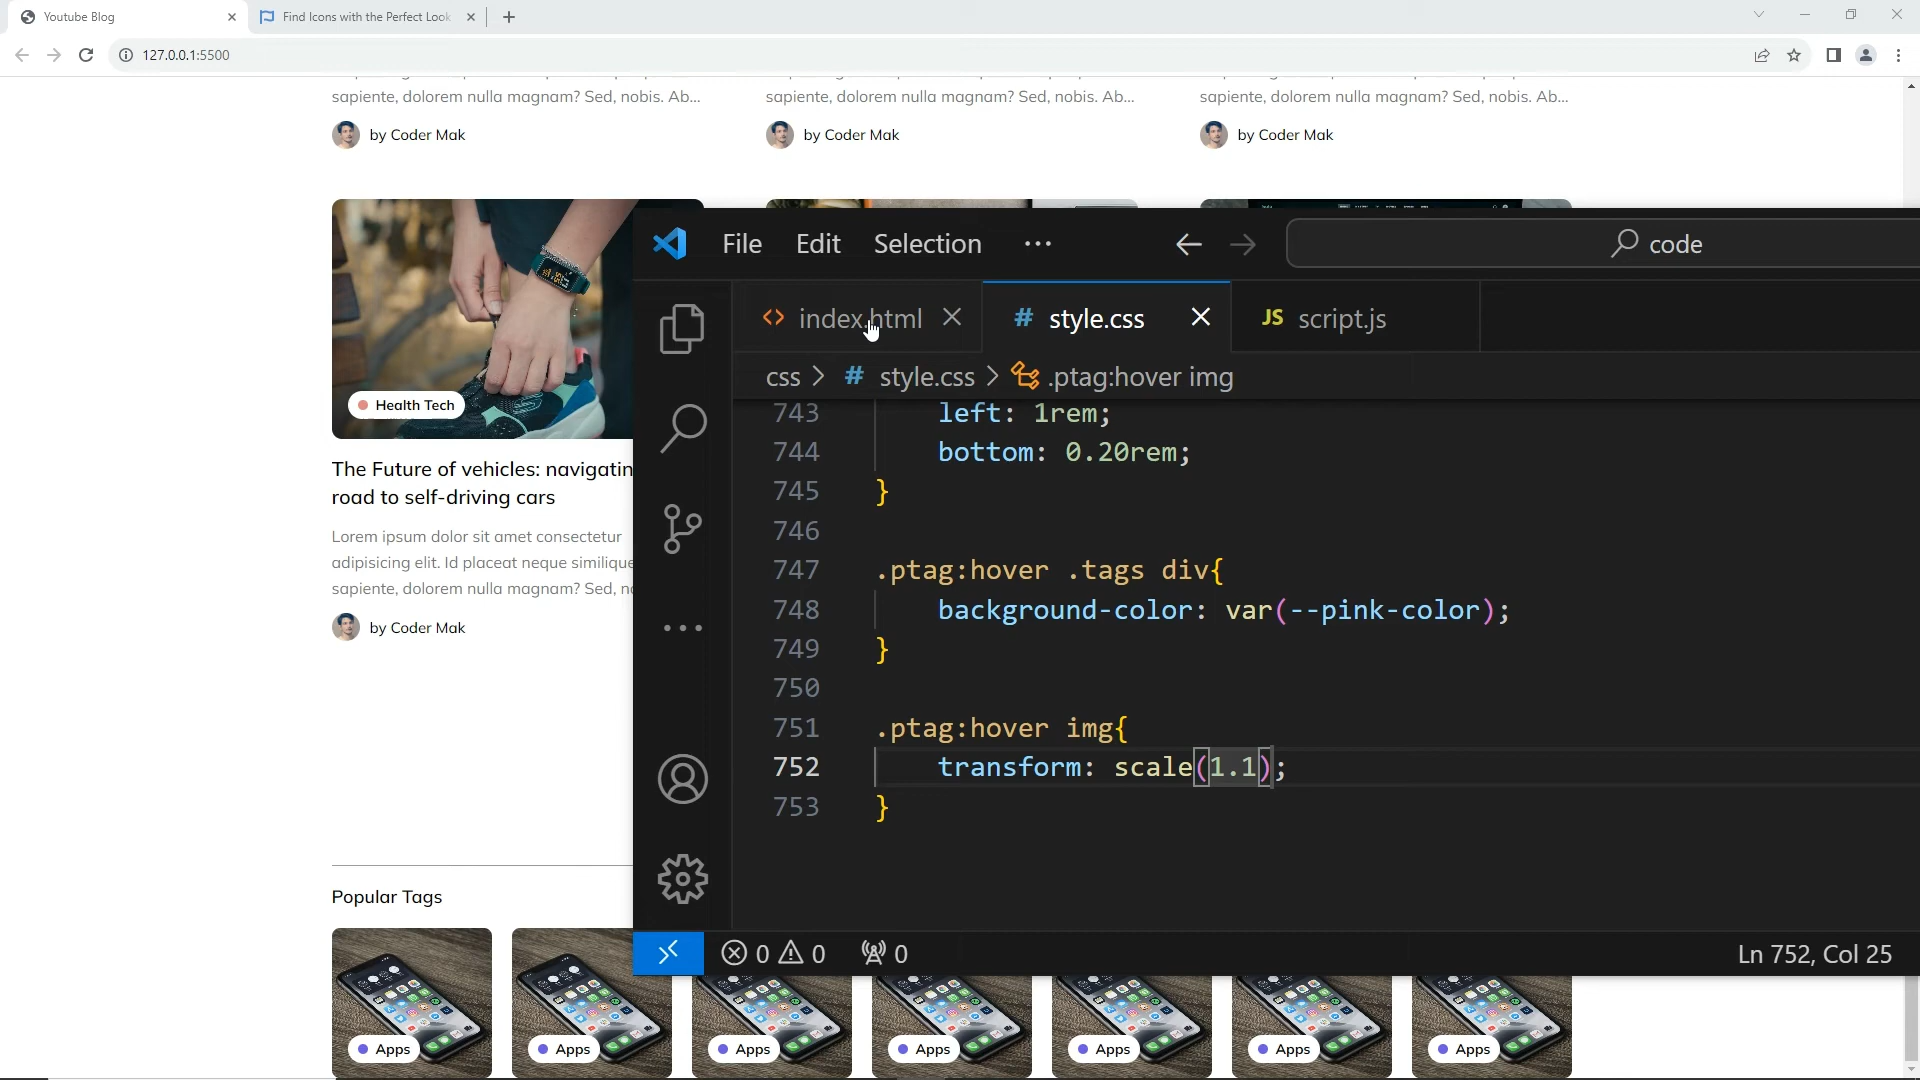 Youtube Blog
Find Icons with the Perfect Look
127.0.0.1:5500
sapiente, dolorem nulla magnam? Sed, nobis. Ab...
sapiente, dolorem nulla magnam? Sed, nobis. Ab...
sapiente, dolorem nulla magnam? Sed, nobis. Ab...
by Coder Mak
by Coder Mak
by Coder Mak
Health Tech
The Future of vehicles: navigatin
road to self-driving cars
Lorem ipsum dolor sit amet consectetur
adipisicing elit. Id placeat neque similique
sapiente, dolorem nulla magnam? Sed, no
by Coder Mak
Popular Tags
Apps
Apps
Apps
Apps
Apps
Apps
Apps
File Edit Selection ···
code
index.html
# style.css
JS script.js
css > # style.css > .ptag:hover img
743 left: 1rem;
744 bottom: 0.20rem;
745 }
746
747 .ptag:hover .tags div{
748 background-color: var(--pink-color);
749 }
750
751 .ptag:hover img{
752 transform: scale(1.1);
753 }
0 0 0
Ln 752, Col 25